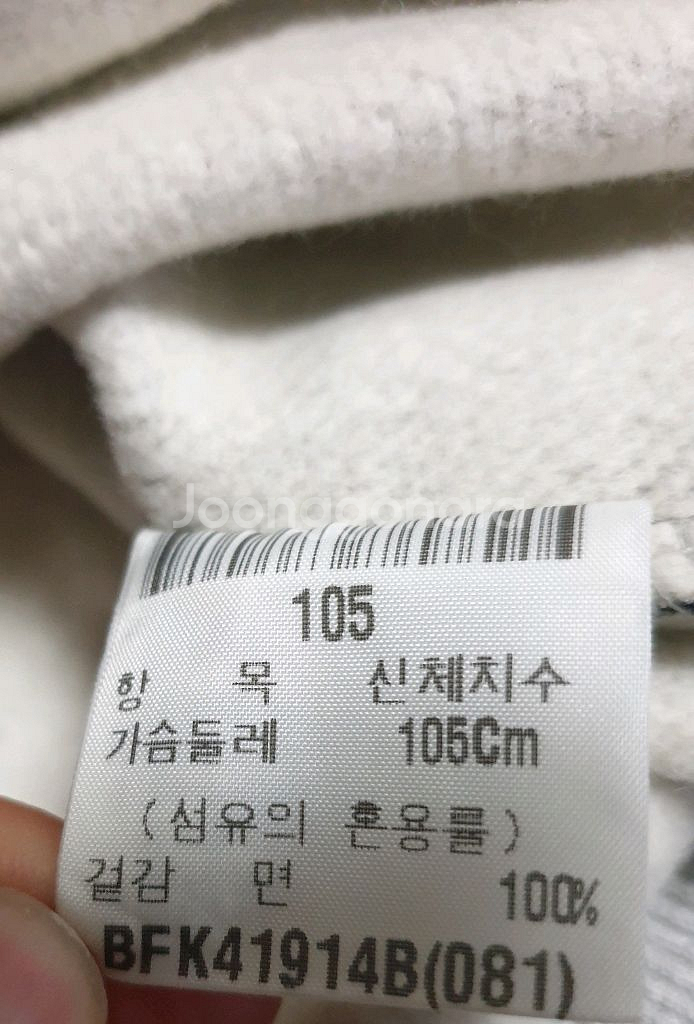 Joonggonara
105
항 목 신체치수
가슴둘레 105Cm
(섬유의 혼용률)
겉감 면 100%
BFK41914B(081)